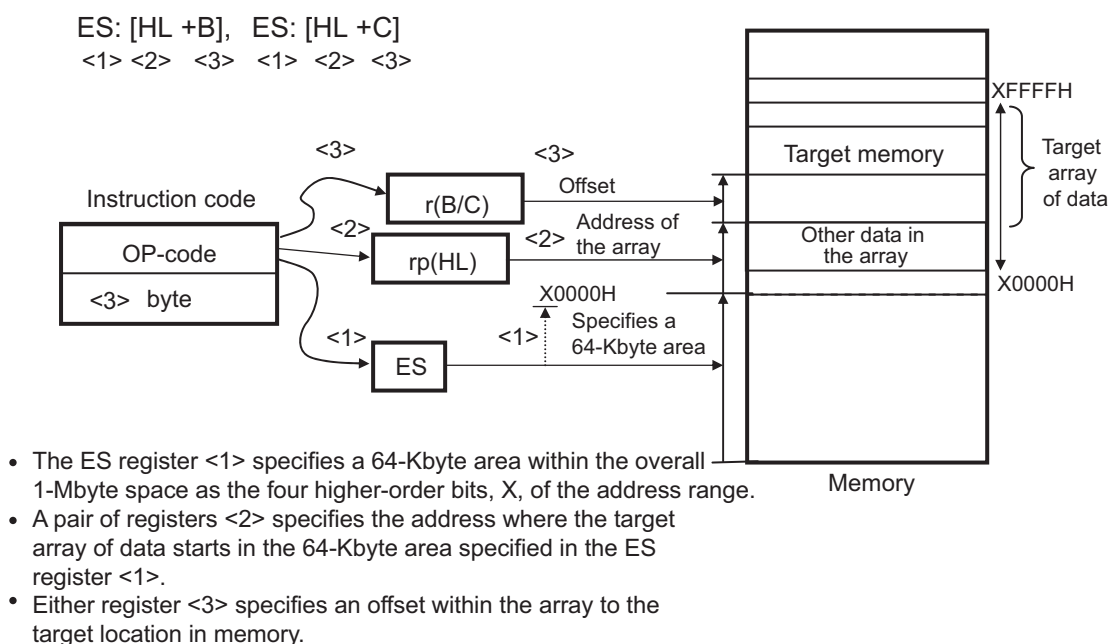 ES: [HL +B], ES: [HL +C]
<1> <2> <3> <1> <2> <3>
XFFFFH
Target memory
Target
array
of data
<3>
<3>
Instruction code
r(B/C)
Offset
OP-code
<2>
rp(HL)
<2>
Address of
the array
Other data in
the array
<3> byte
X0000H
X0000H
<1>
ES
<1>
Specifies a
64-Kbyte area
Memory
• The ES register <1> specifies a 64-Kbyte area within the overall
1-Mbyte space as the four higher-order bits, X, of the address range.
• A pair of registers <2> specifies the address where the target
array of data starts in the 64-Kbyte area specified in the ES
register <1>.
• Either register <3> specifies an offset within the array to the
target location in memory.